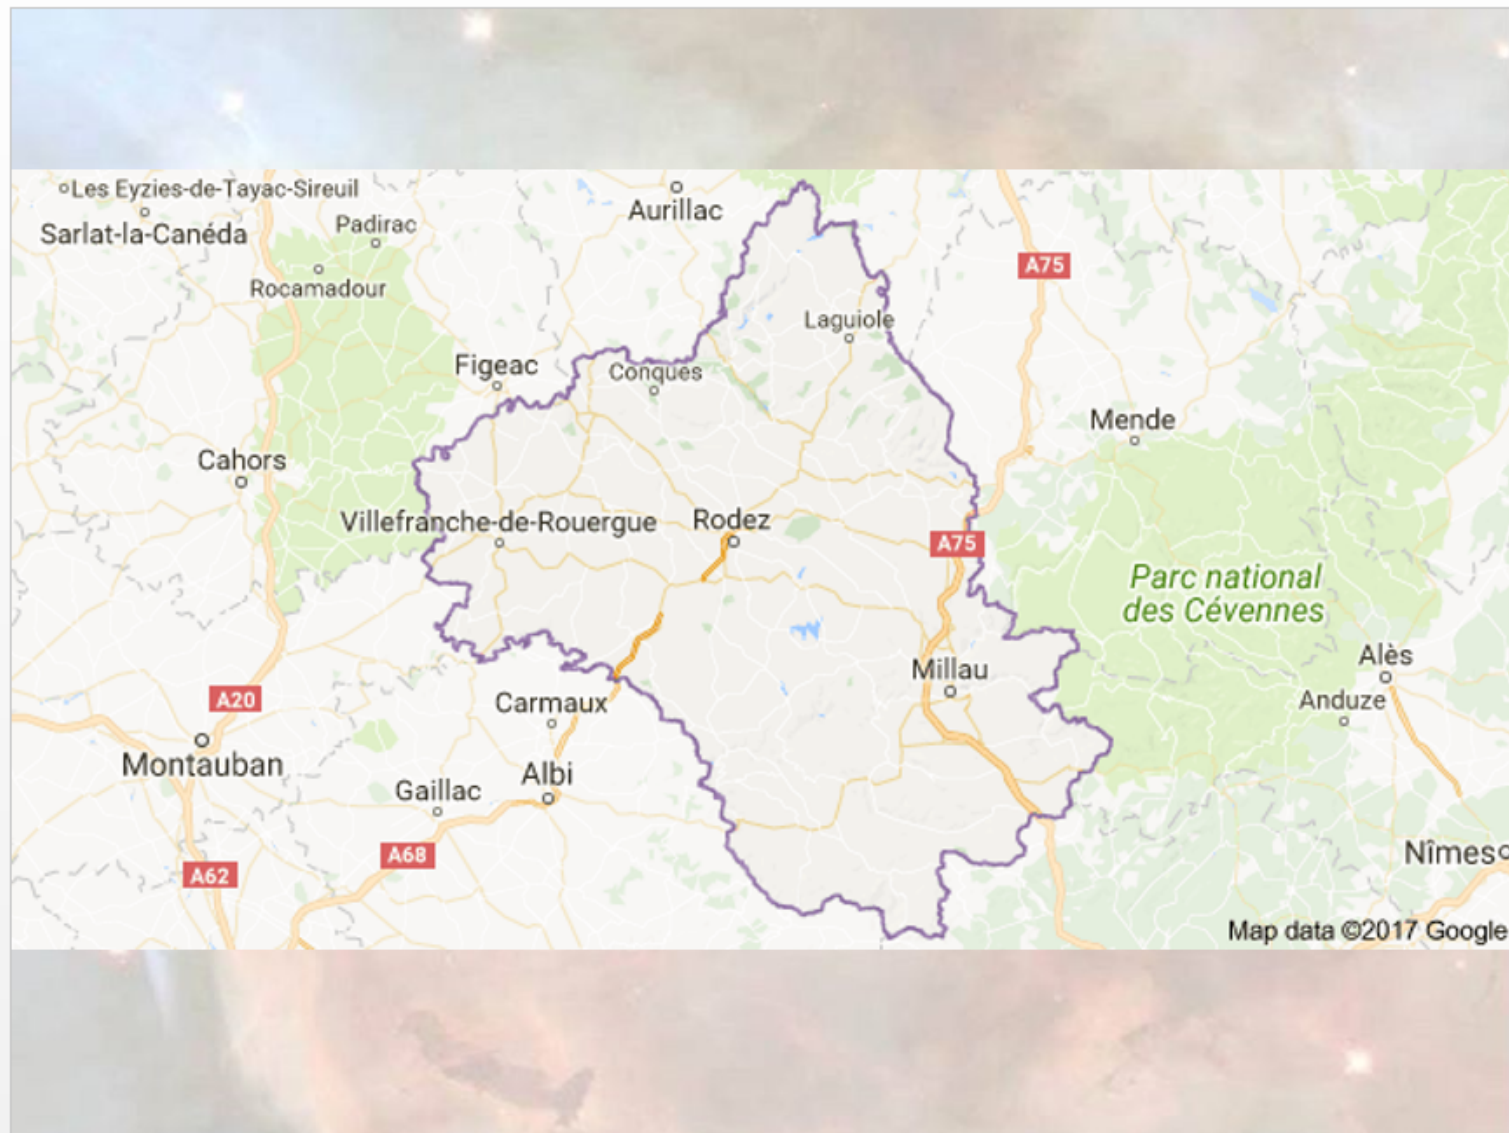 Les Eyzies-de-Tayac-Sireuil
Aurillac
Padirac
Sarlat-la-Canéda
A75
Rocamadour
Laguiole
Figeac
Conques
Mende
Cahors
Villefranche-de-Rouergue
Rodez
A75
Parc national
des Cévennes
Alès
Millau
A20
Carmaux
Anduze
Montauban
Albi
Gaillac
A68
Nîmes
A62
Map data ©2017 Google